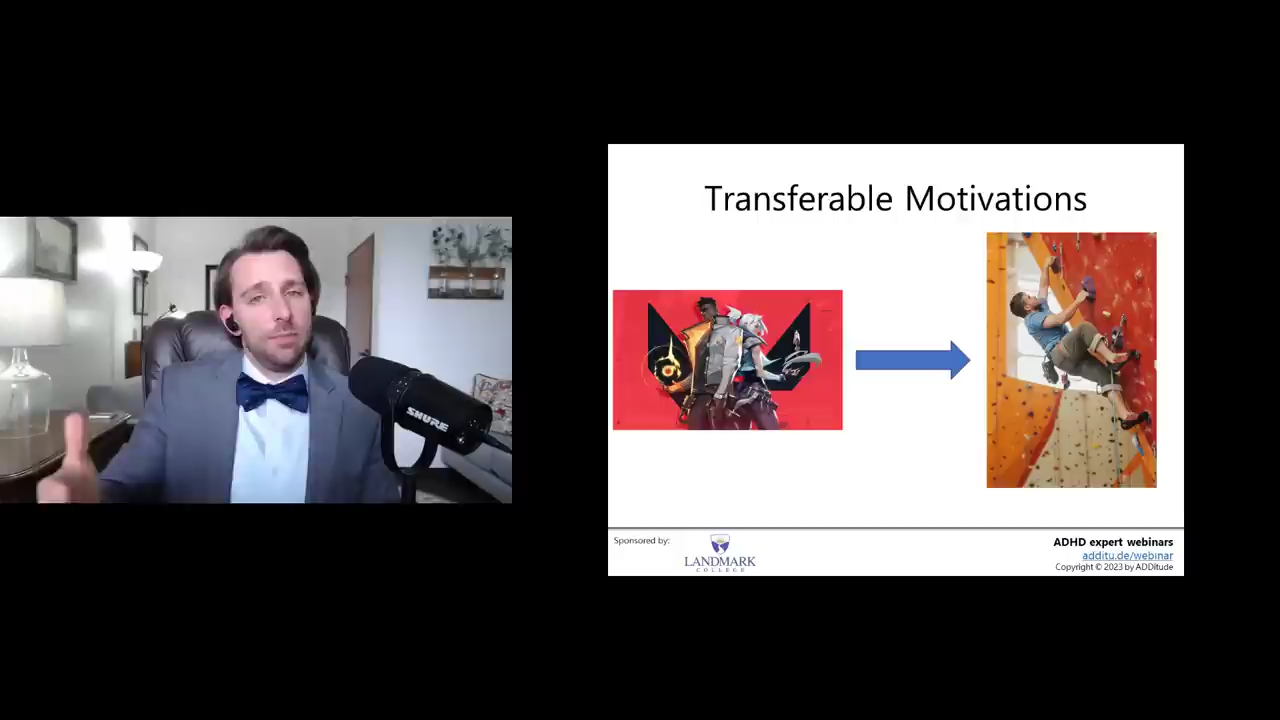 Transferable Motivations
SHURE
Sponsored by:
LANDMARK
COLLEGE
ADHD expert webinars
additu.de/webinar
Copyright © 2023 by ADDitude